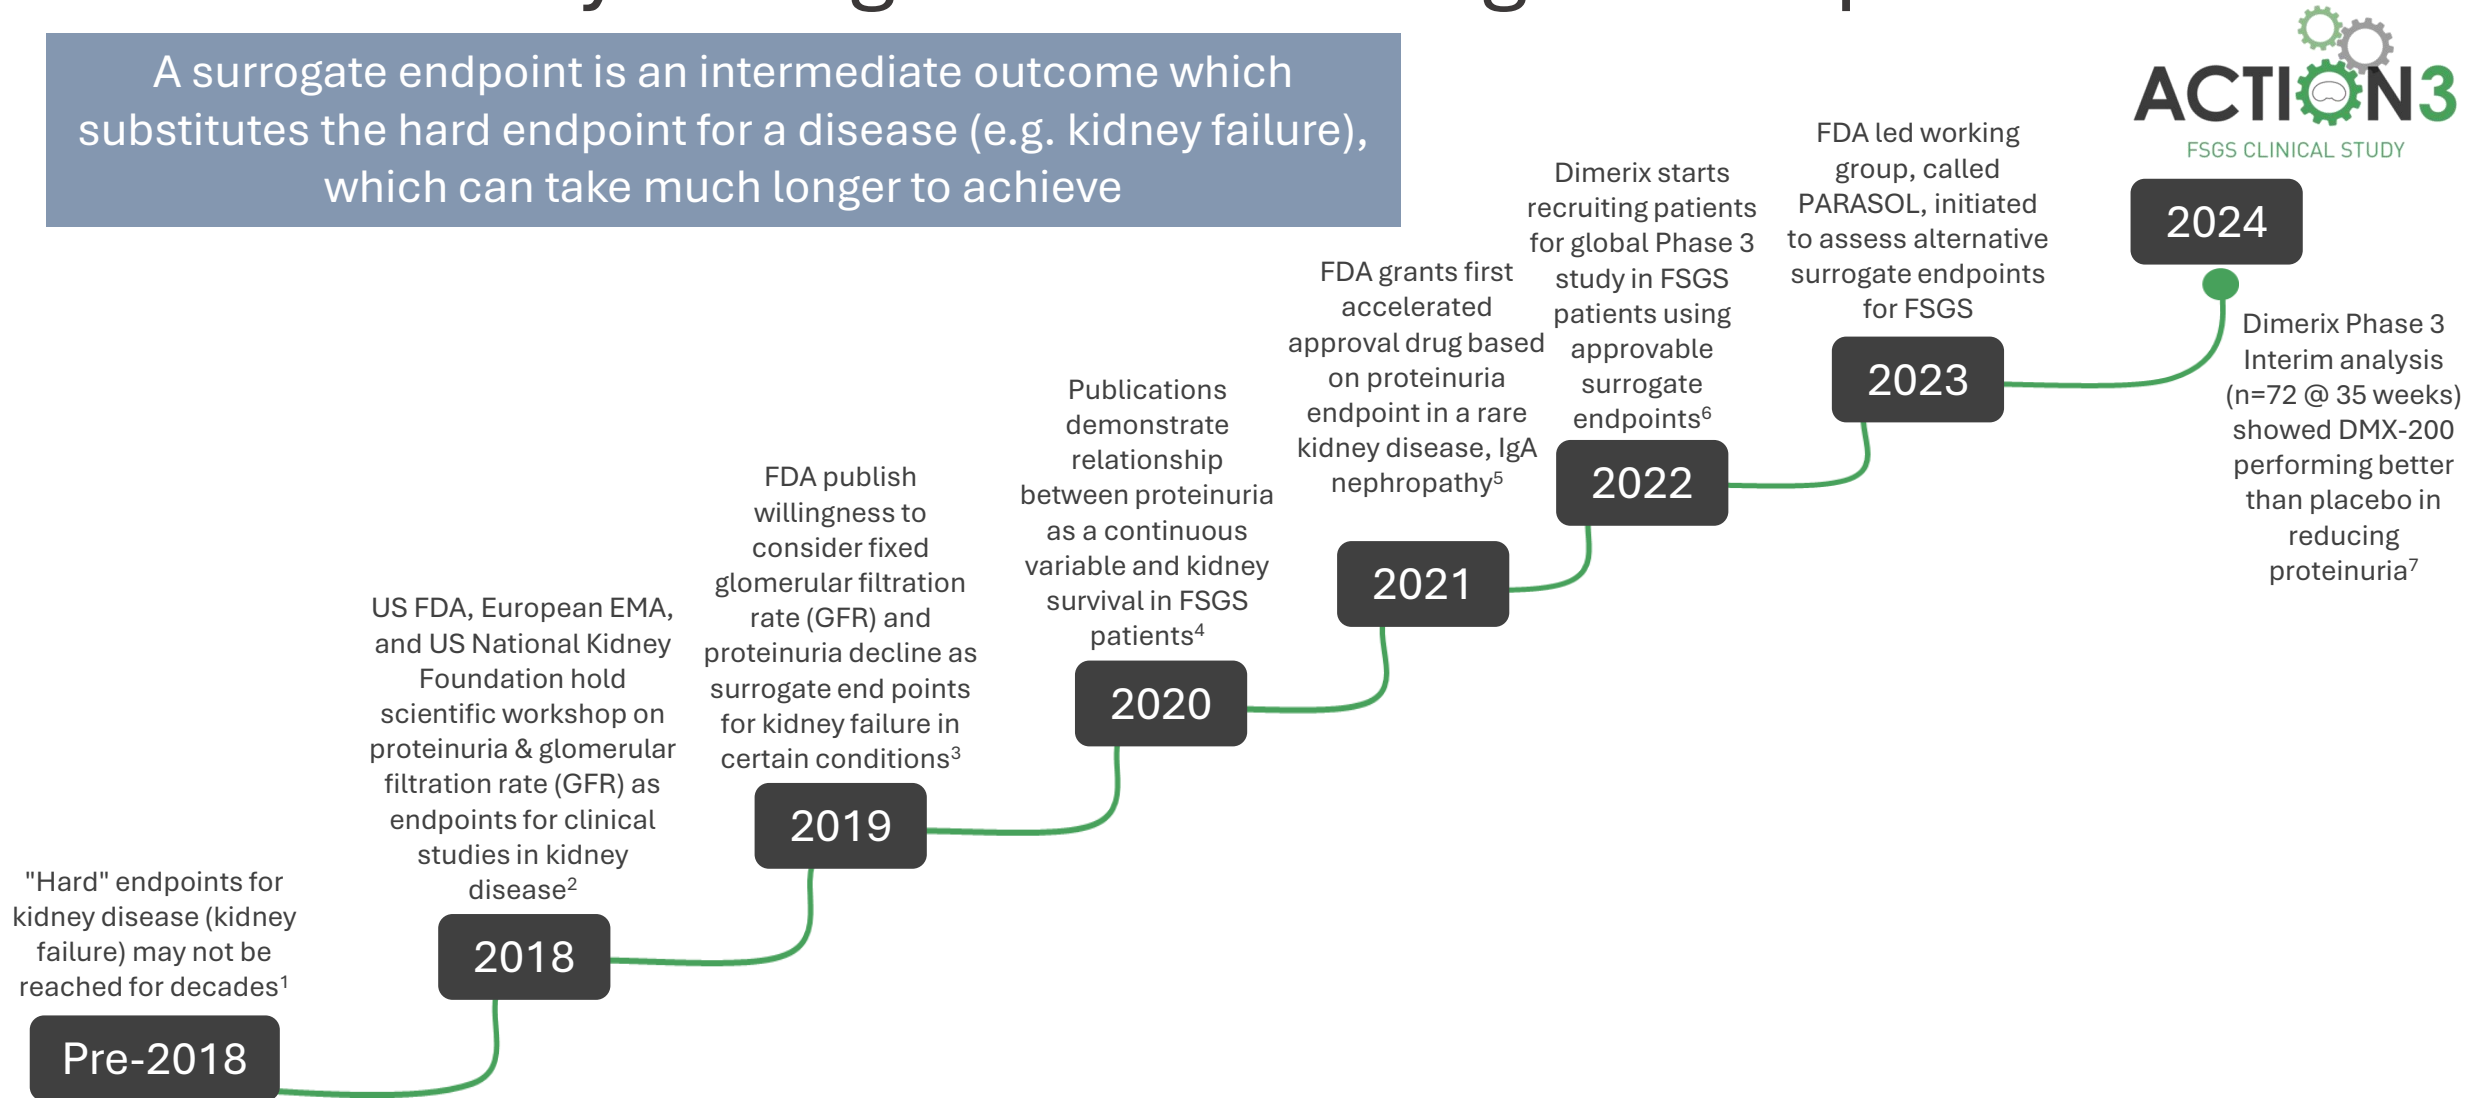 A surrogate endpoint is an intermediate outcome which
substitutes the hard endpoint for a disease (e.g. kidney failure),
which can take much longer to achieve
ACTION3
FSGS CLINICAL STUDY
"Hard" endpoints for
kidney disease (kidney
failure) may not be
reached for decades¹
Pre-2018
US FDA, European EMA,
and US National Kidney
Foundation hold
scientific workshop on
proteinuria & glomerular
filtration rate (GFR) as
endpoints for clinical
studies in kidney
disease²
2018
FDA publish
willingness to
consider fixed
glomerular filtration
rate (GFR) and
proteinuria decline as
surrogate end points
for kidney failure in
certain conditions³
2019
Publications
demonstrate
relationship
between proteinuria
as a continuous
variable and kidney
survival in FSGS
patients⁴
2020
FDA grants first
accelerated
approval drug based
on proteinuria
endpoint in a rare
kidney disease, IgA
nephropathy⁵
2021
Dimerix starts
recruiting patients
for global Phase 3
study in FSGS
patients using
approvable
surrogate
endpoints⁶
2022
FDA led working
group, called
PARASOL, initiated
to assess alternative
surrogate endpoints
for FSGS
2023
2024
Dimerix Phase 3
Interim analysis
(n=72 @ 35 weeks)
showed DMX-200
performing better
than placebo in
reducing
proteinuria⁷